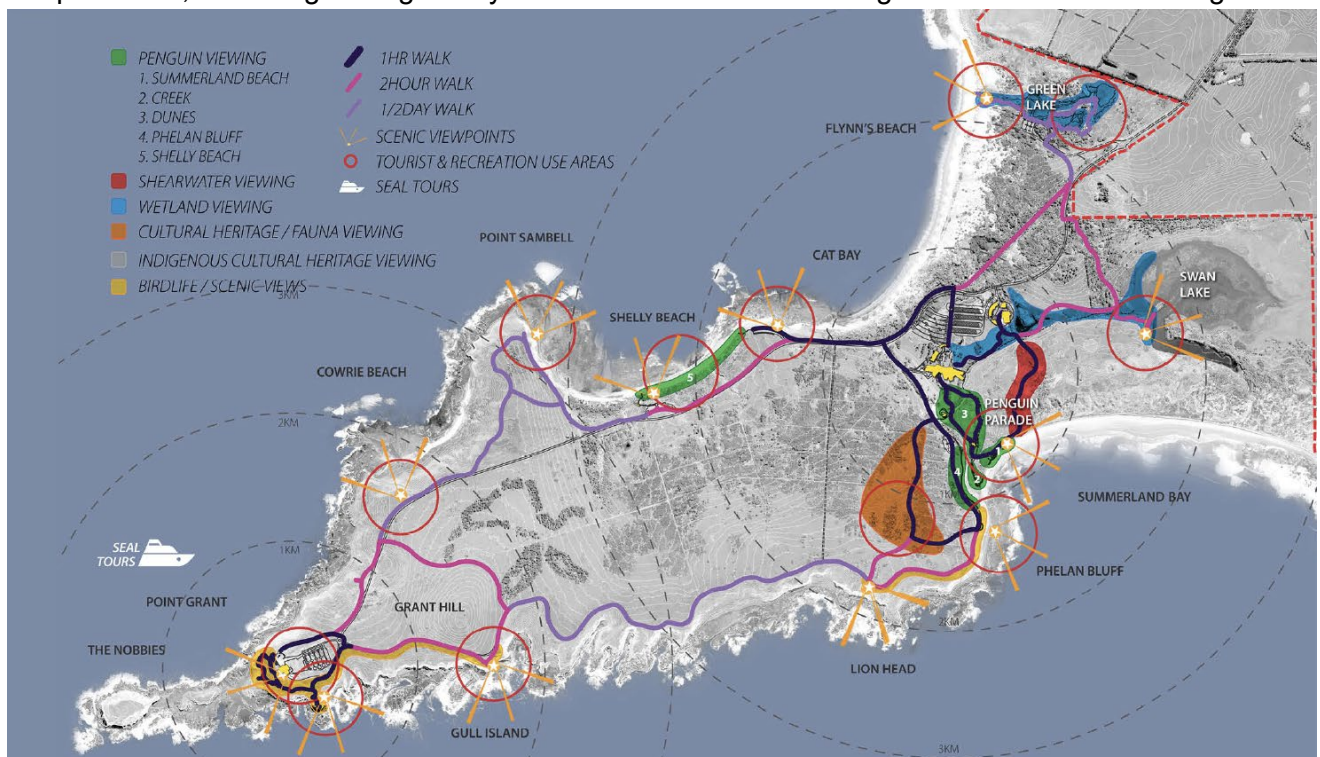 PENGUIN VIEWING
1. SUMMERLAND BEACH
2. CREEK
3. DUNES
4. PHELAN BLUFF
5. SHELLY BEACH
SHEARWATER VIEWING
WETLAND VIEWING
CULTURAL HERITAGE / FAUNA VIEWING
INDIGENOUS CULTURAL HERITAGE VIEWING
BIRDLIFE / SCENIC VIEWS
1HR WALK
2HOUR WALK
1/2DAY WALK
SCENIC VIEWPOINTS
TOURIST & RECREATION USE AREAS
SEAL TOURS
GREEN
LAKE
FLYNN'S BEACH
POINT SAMBELL
CAT BAY
SWAN
LAKE
3KM
SHELLY BEACH
COWRIE BEACH
5
2KM
3
PENGUIN
PARADE
4
2
1K
SUMMERLAND BAY
1KM
SEAL
TOURS
PHELAN BLUFF
POINT GRANT
GRANT HILL
2KM
THE NOBBIES
LION HEAD
GULL ISLAND
3KM